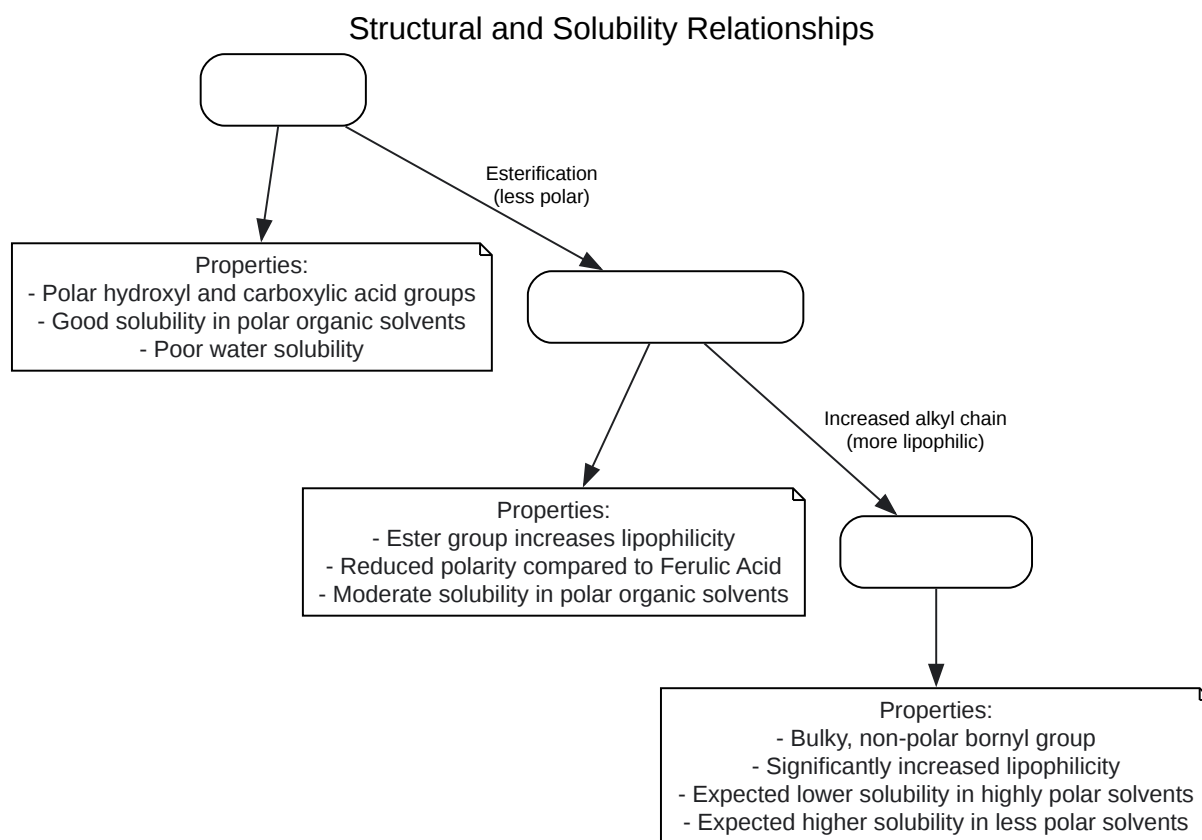 Structural and Solubility Relationships
Esterification
(less polar)
Properties:
- Polar hydroxyl and carboxylic acid groups
- Good solubility in polar organic solvents
- Poor water solubility
Increased alkyl chain
(more lipophilic)
Properties:
- Ester group increases lipophilicity
- Reduced polarity compared to Ferulic Acid
- Moderate solubility in polar organic solvents
Properties:
- Bulky, non-polar bornyl group
- Significantly increased lipophilicity
- Expected lower solubility in highly polar solvents
- Expected higher solubility in less polar solvents